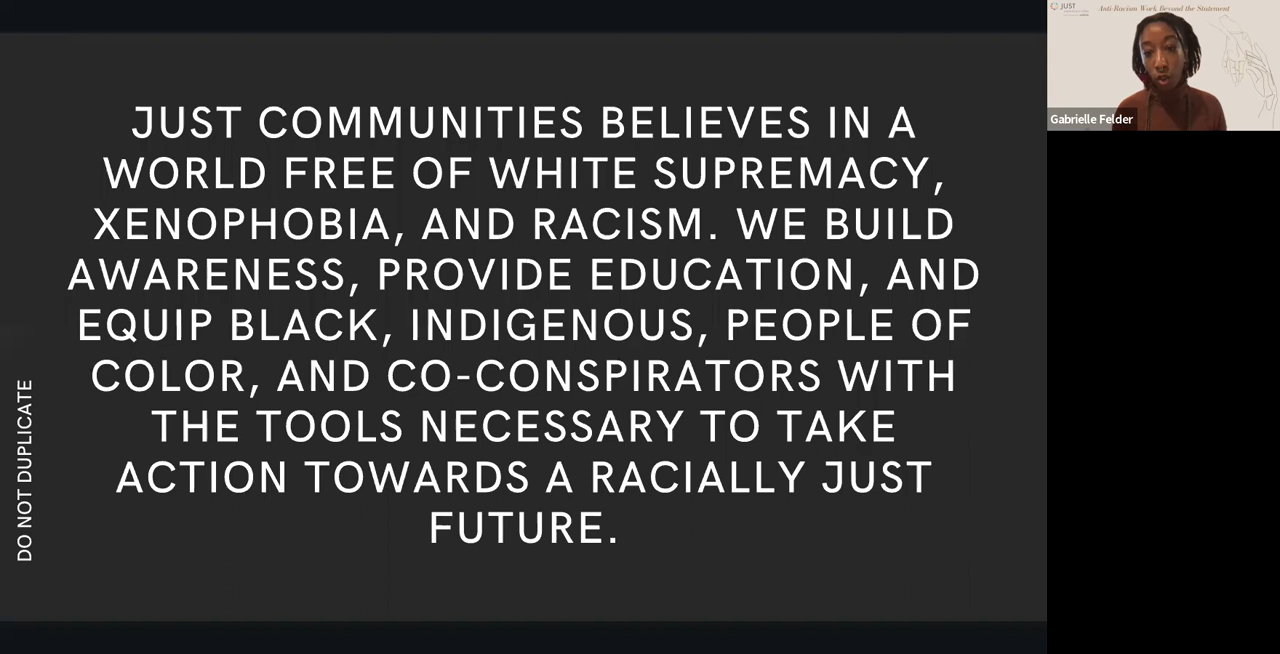 JUST COMMUNITIES BELIEVES IN A
WORLD FREE OF WHITE SUPREMACY,
XENOPHOBIA, AND RACISM. WE BUILD
AWARENESS, PROVIDE EDUCATION, AND
EQUIP BLACK, INDIGENOUS, PEOPLE OF
COLOR, AND CO-CONSPIRATORS WITH
THE TOOLS NECESSARY TO TAKE
ACTION TOWARDS A RACIALLY JUST
FUTURE.
DO NOT DUPLICATE
JUST
Anti-Racism Work Beyond the Statement
Gabrielle Felder